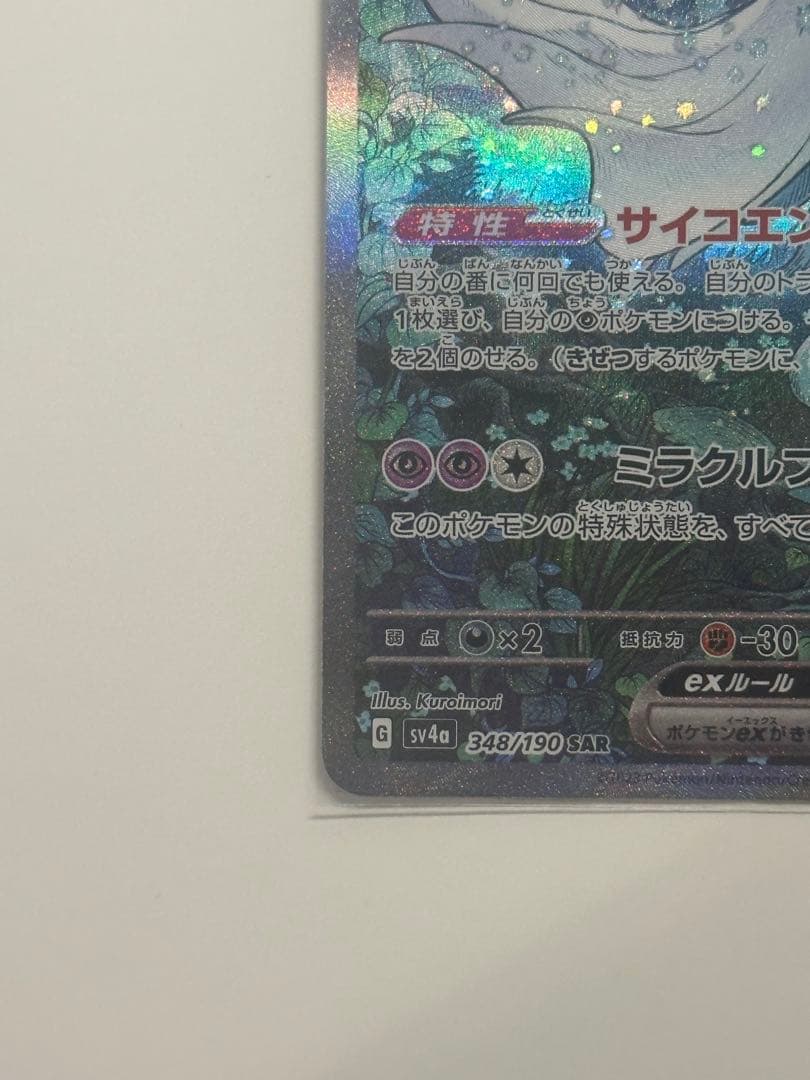 特性 とくせい サイコエン
じぶん ばん なんかい つか じぶん
自分の番に何回でも使える。自分のトラ
まいえら じぶん ちょう
1枚選び、自分の超ポケモンにつける。
こ
を2個のせる。(きぜつするポケモンに、
ミラクルフ
とくしゅじょうたい
このポケモンの特殊状態を、すべて
弱点 ×2 抵抗力 -30
exルール
Illus. Kuroimori
イーエックス
ポケモンexがき
G sv4a 348/190 SAR
©2023 Pokémon/Nintendo/Cre